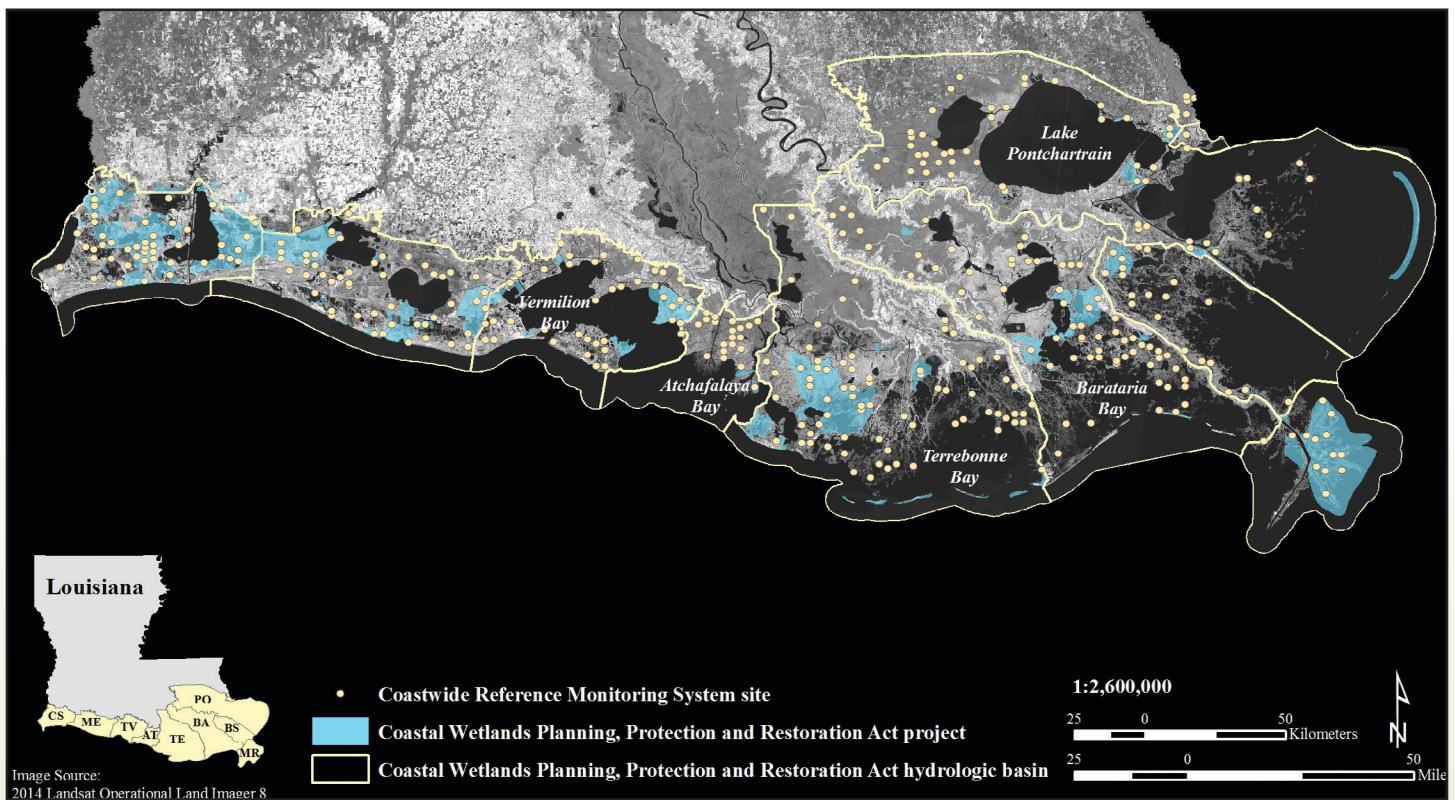 Lake
Pontchartrain
Vermilion
Bay
Atchafalaya
Bay
Barataria
Bay
Terrebonne
Bay
Louisiana
PO
CS
ME
TV
AT
TE
BA
BS
MR
Coastwide Reference Monitoring System site
Coastal Wetlands Planning, Protection and Restoration Act project
Coastal Wetlands Planning, Protection and Restoration Act hydrologic basin
1:2,600,000
25 0 50
Kilometers
25 0 50
Mile
N
Image Source:
2014 Landsat Operational Land Imager 8